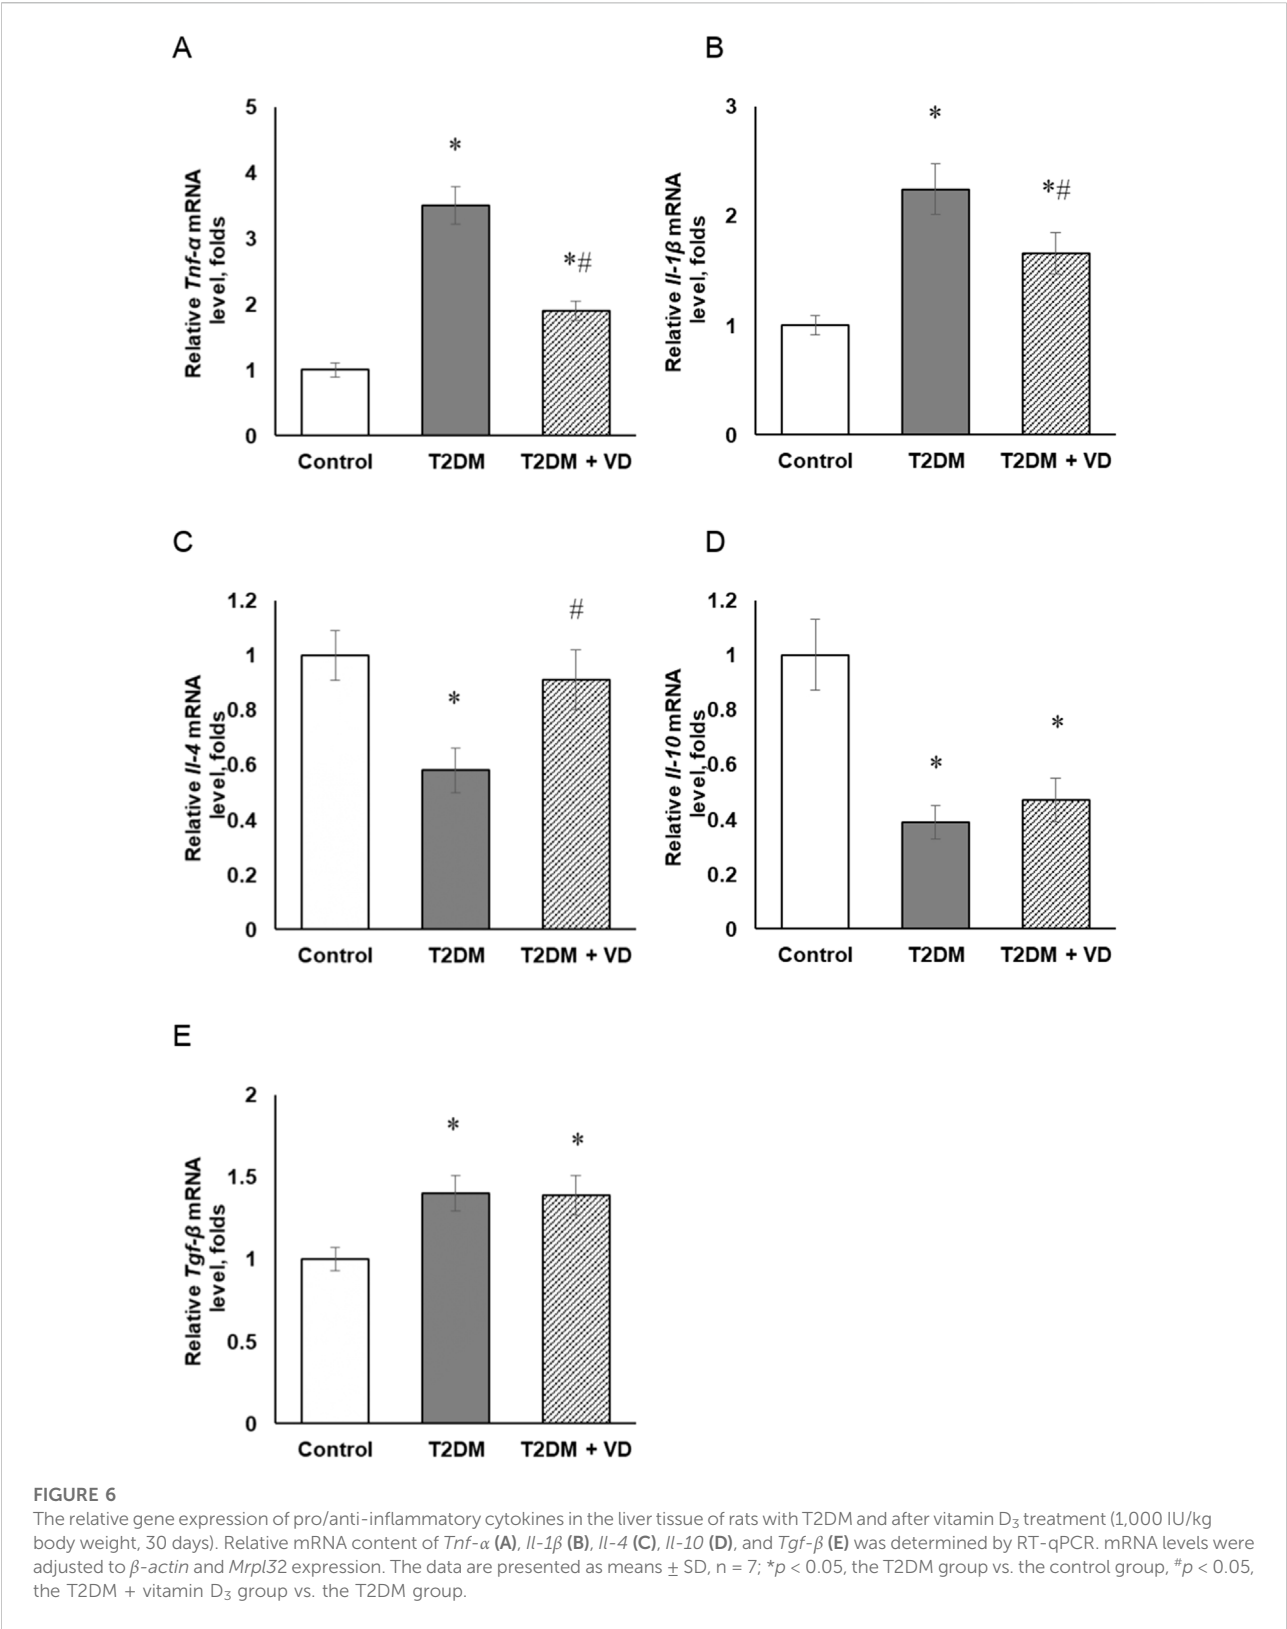 A
Relative Tnf-α mRNA
level, folds
5
4
3
2
1
0
*
*#
Control T2DM T2DM + VD
B
Relative Il-1β mRNA
level, folds
3
2
1
0
*
*#
Control T2DM T2DM + VD
C
Relative Il-4 mRNA
level, folds
1.2
1
0.8
0.6
0.4
0.2
0
*
#
Control T2DM T2DM + VD
D
Relative Il-10 mRNA
level, folds
1.2
1
0.8
0.6
0.4
0.2
0
*
*
Control T2DM T2DM + VD
E
Relative Tgf-β mRNA
level, folds
2
1.5
1
0.5
0
*
*
Control T2DM T2DM + VD
FIGURE 6
The relative gene expression of pro/anti-inflammatory cytokines in the liver tissue of rats with T2DM and after vitamin D₃ treatment (1,000 IU/kg
body weight, 30 days). Relative mRNA content of Tnf-α (A), Il-1β (B), Il-4 (C), Il-10 (D), and Tgf-β (E) was determined by RT-qPCR. mRNA levels were
adjusted to β-actin and Mrpl32 expression. The data are presented as means ± SD, n = 7; *p < 0.05, the T2DM group vs. the control group, #p < 0.05,
the T2DM + vitamin D₃ group vs. the T2DM group.